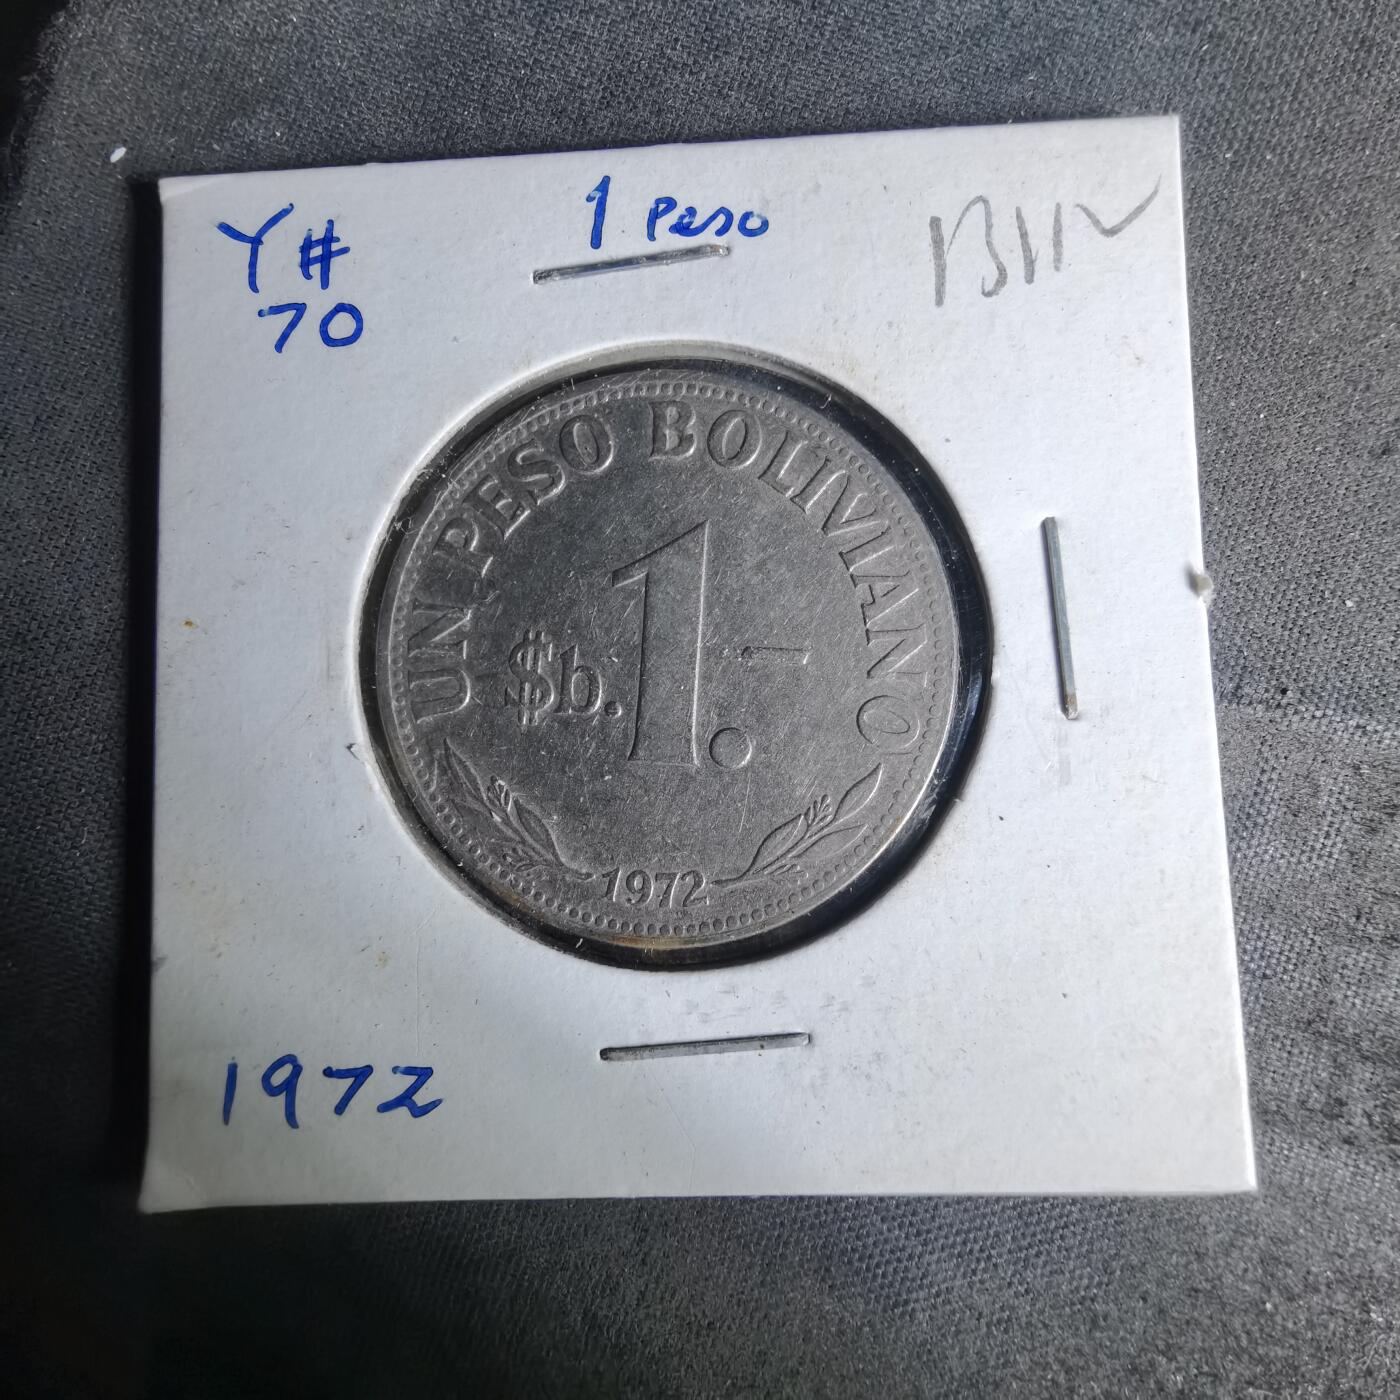 Y# 
70
1 Peso
UN PESO BOLIVIANO
$b. 1.-
1972
1972